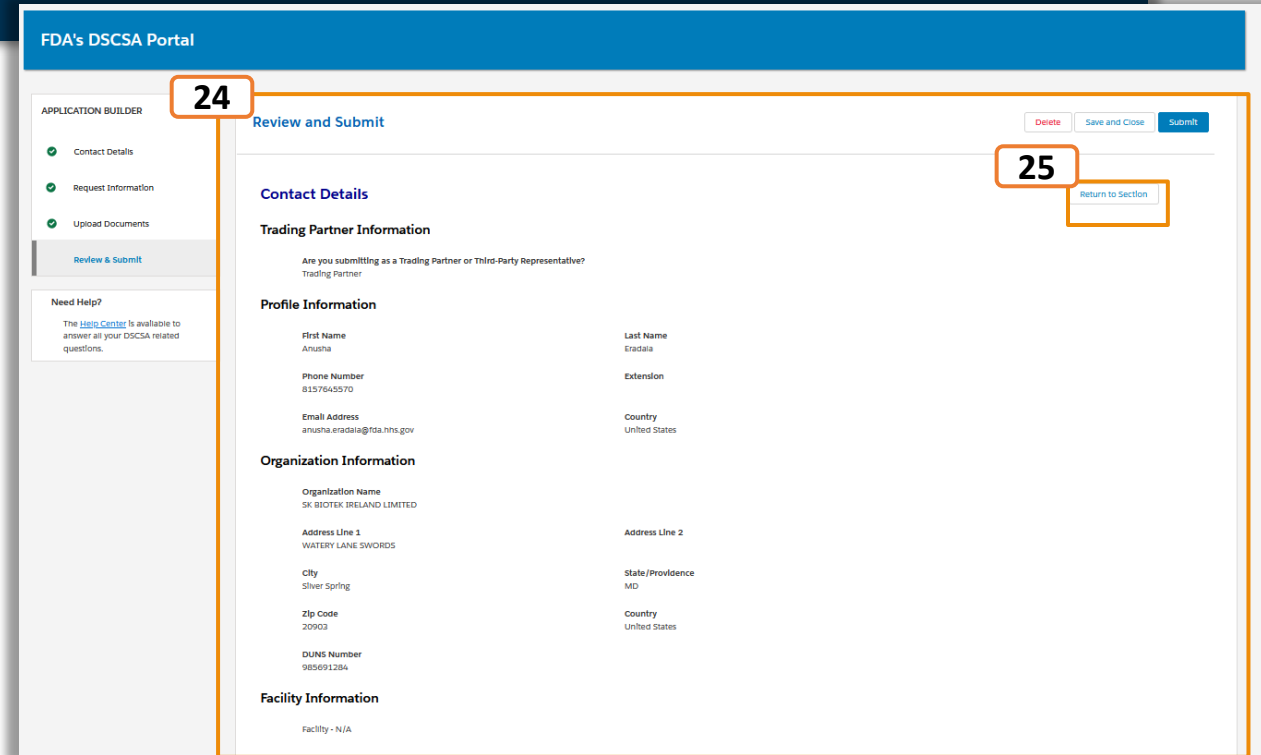 FDA's DSCSA Portal
24
APPLICATION BUILDER
Contact Details
Request Information
Upload Documents
Review & Submit
Need Help?
The Help Center is available to
answer all your DSCSA related
questions.
Review and Submit
Delete Save and Close Submit
25
Contact Details
Return to Section
Trading Partner Information
Are you submitting as a Trading Partner or Third-Party Representative?
Trading Partner
Profile Information
First Name Last Name
Anusha Eradala
Phone Number Extension
8157645570
Email Address Country
anusha.eradala@fda.hhs.gov United States
Organization Information
Organization Name
SK BIOTEK IRELAND LIMITED
Address Line 1 Address Line 2
WATERY LANE SWORDS
City State/Providence
Silver Spring MD
Zip Code Country
20903 United States
DUNS Number
985691284
Facility Information
Facility - N/A